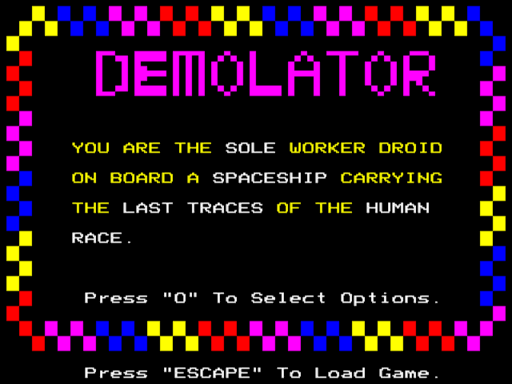 DEMOLATOR
YOU ARE THE SOLE WORKER DROID
ON BOARD A SPACESHIP CARRYING
THE LAST TRACES OF THE HUMAN
RACE.
Press "O" To Select Options.
Press "ESCAPE" To Load Game.